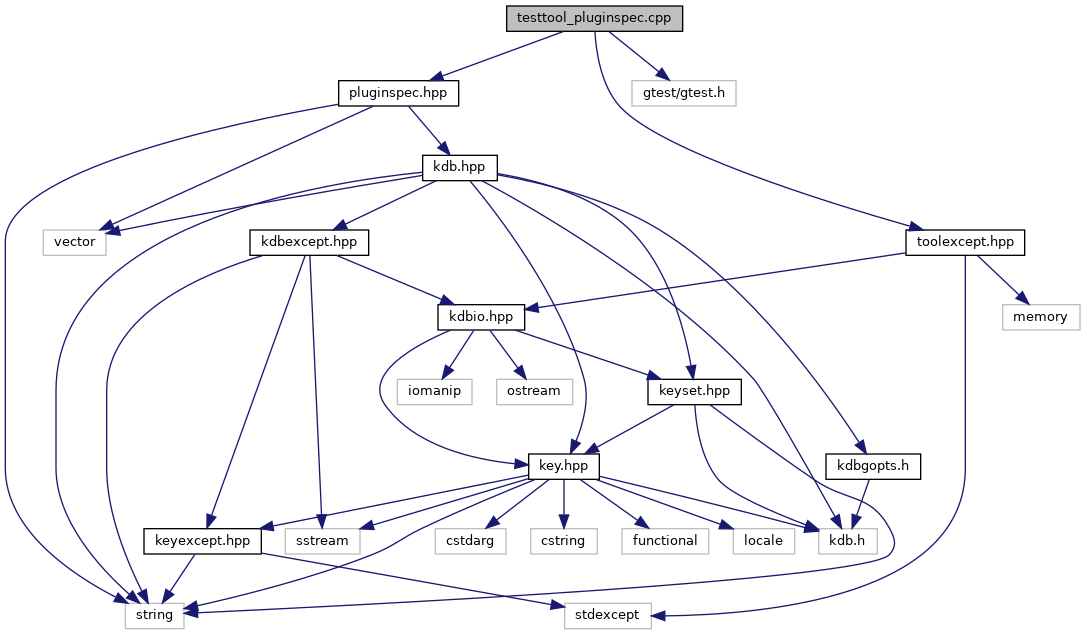 testtool_pluginspec.cpp
pluginspec.hpp
gtest/gtest.h
kdb.hpp
vector
kdbexcept.hpp
toolexcept.hpp
kdbio.hpp
memory
iomanip
ostream
keyset.hpp
key.hpp
kdbgopts.h
keyexcept.hpp
sstream
cstdarg
cstring
functional
locale
kdb.h
string
stdexcept